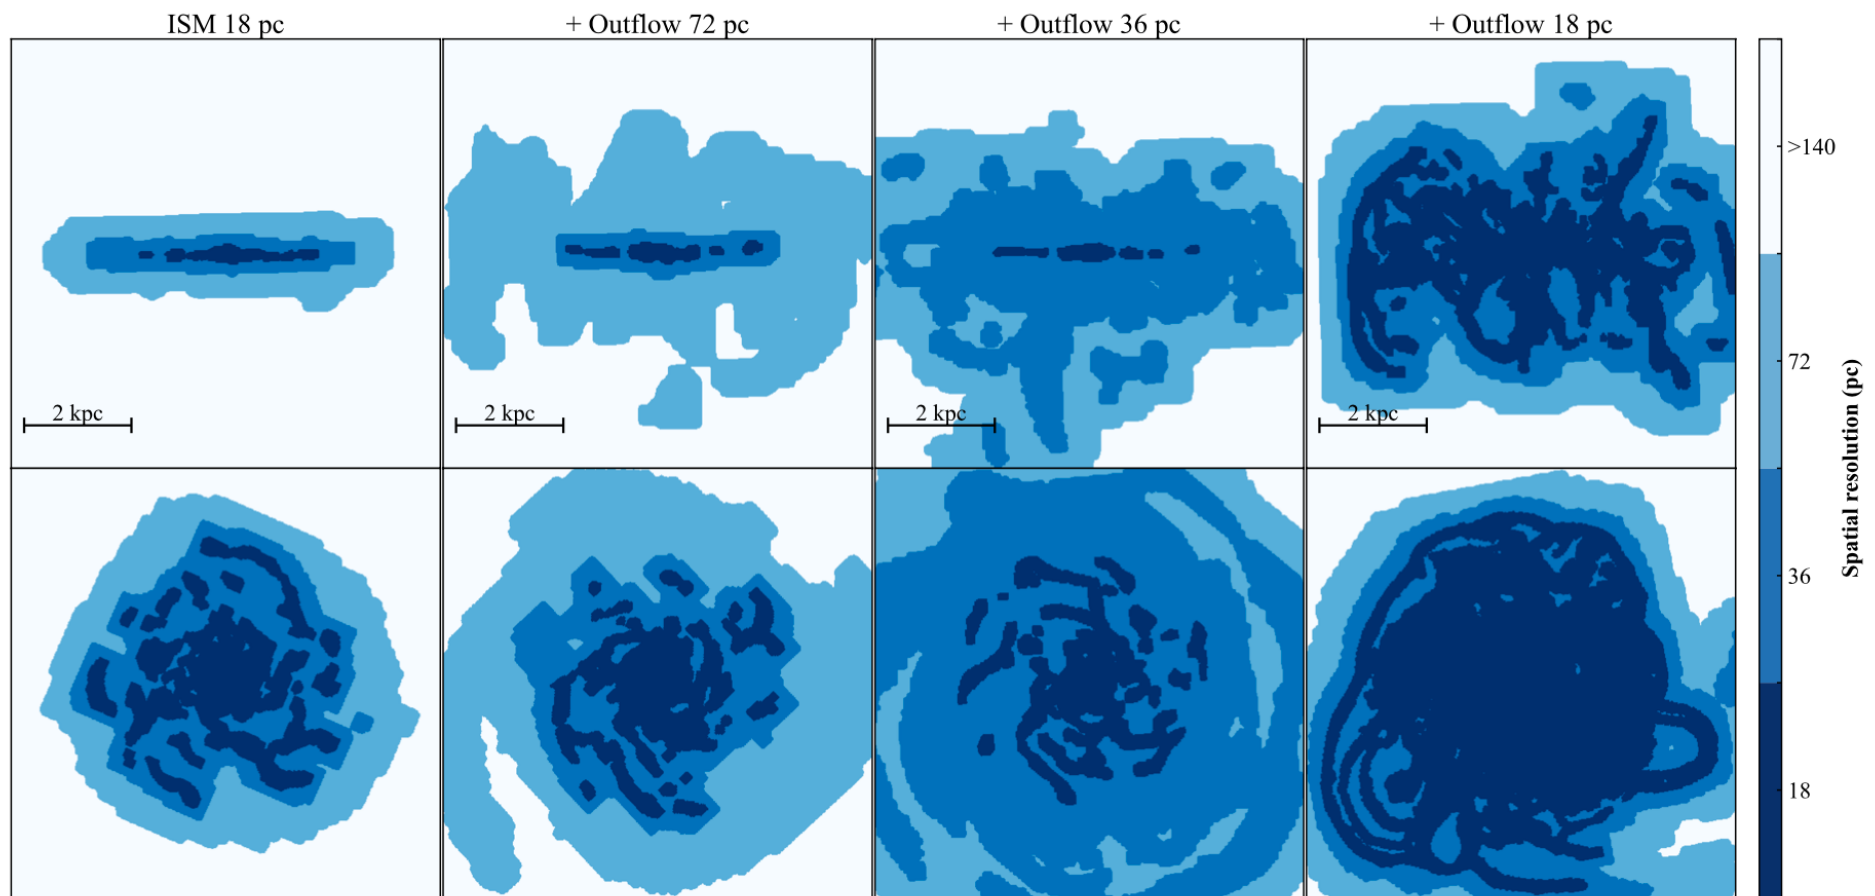 ISM 18 pc
+ Outflow 72 pc
+ Outflow 36 pc
+ Outflow 18 pc
2 kpc
2 kpc
2 kpc
2 kpc
>140
72
36
18
Spatial resolution (pc)